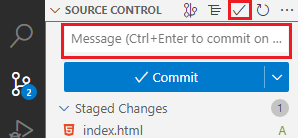 SOURCE CONTROL
Message (Ctrl+Enter to commit on ...
2
Commit
Staged Changes 1
index.html